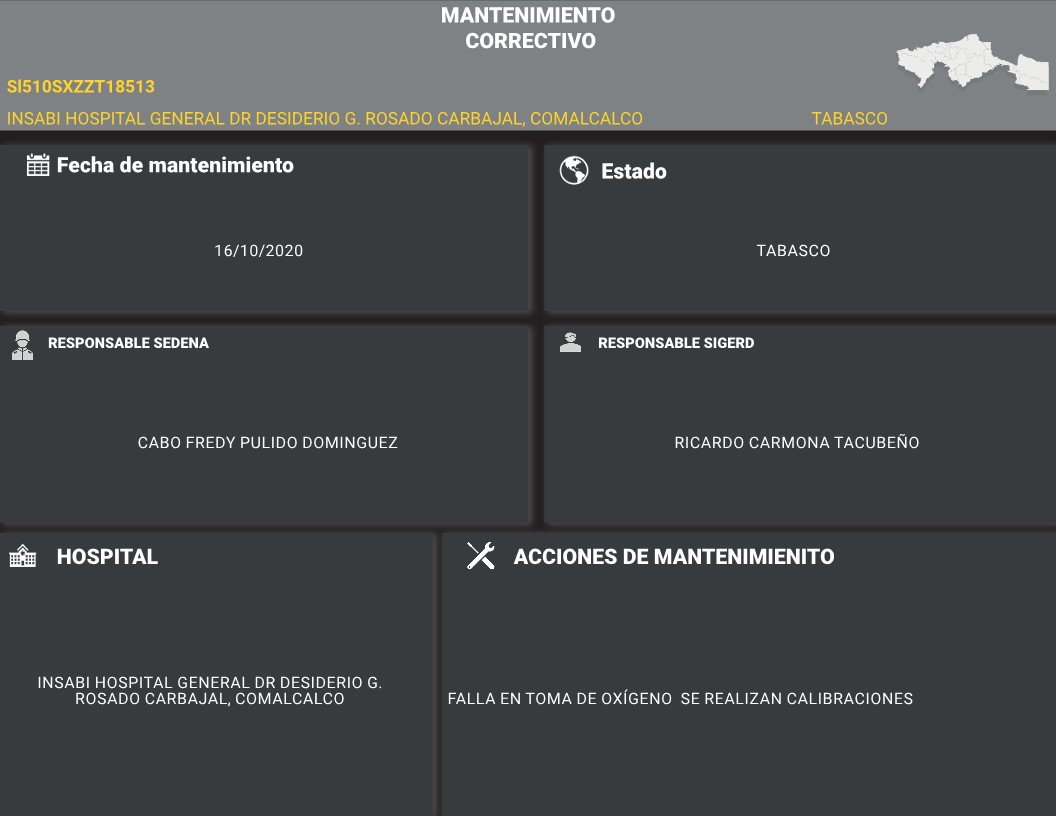 MANTENIMIENTO
CORRECTIVO
Sl510SXZZT18513
INSABI HOSPITAL GENERAL DR DESIDERIO G. ROSADO CARBAJAL, COMALCALCO TABASCO
Fecha de mantenimiento
Estado
16/10/2020
TABASCO
RESPONSABLE SEDENA
RESPONSABLE SIGERD
CABO FREDY PULIDO DOMINGUEZ
RICARDO CARMONA TACUBEÑO
HOSPITAL
ACCIONES DE MANTENIMIENITO
INSABI HOSPITAL GENERAL DR DESIDERIO G.
ROSADO CARBAJAL, COMALCALCO
FALLA EN TOMA DE OXÍGENO  SE REALIZAN CALIBRACIONES